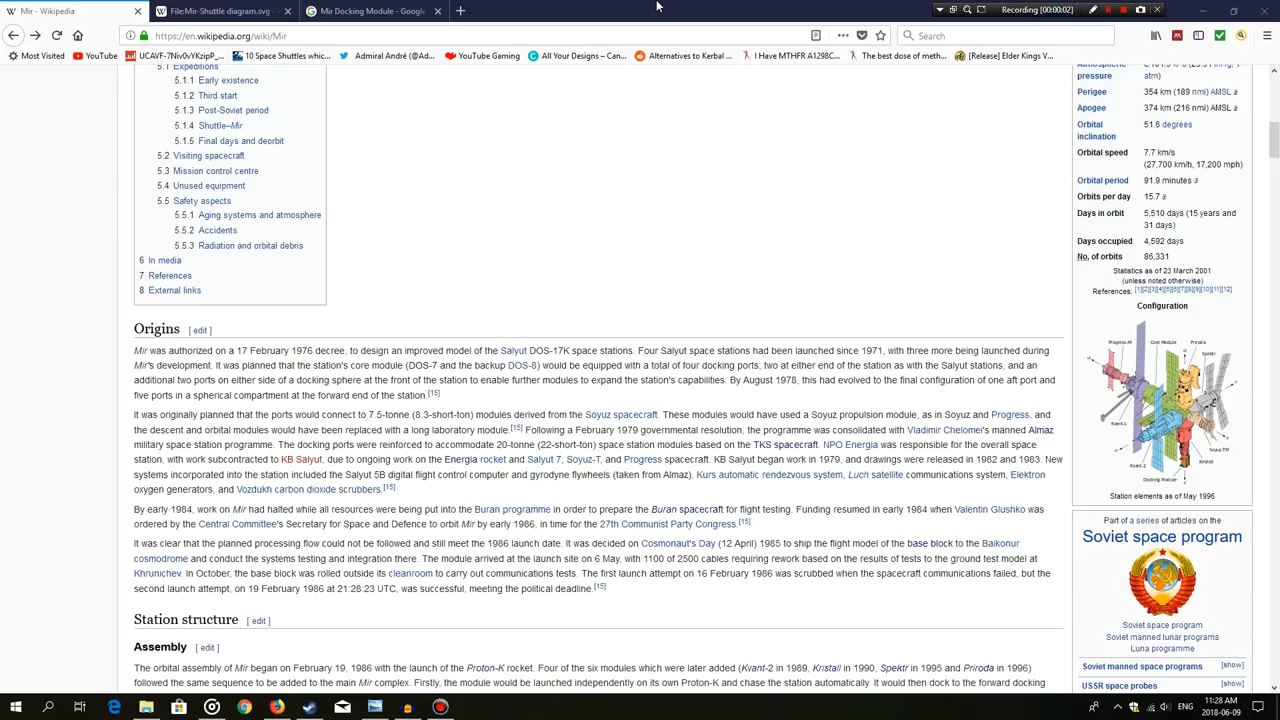 Mir - Wikipedia
File:Mir-Shuttle diagram.svg -
Mir Docking Module - Google
Recording [00:00:02]
https://en.wikipedia.org/wiki/Mir
Search
Most Visited
YouTube
UCAVF-7Niv0vYKzipP_...
10 Space Shuttles whic...
Admiral André (@Ad...
YouTube Gaming
All Your Designs – Can...
Alternatives to Kerbal ...
I Have MTHFR A1298C...
The best dose of meth...
[Release] Elder Kings V...
5.1 Expeditions
5.1.1 Early existence
5.1.2 Third start
5.1.3 Post-Soviet period
5.1.4 Shuttle–Mir
5.1.5 Final days and deorbit
5.2 Visiting spacecraft
5.3 Mission control centre
5.4 Unused equipment
5.5 Safety aspects
5.5.1 Aging systems and atmosphere
5.5.2 Accidents
5.5.3 Radiation and orbital debris
6 In media
7 References
8 External links
Origins [ edit ]
Mir was authorized on a 17 February 1976 decree, to design an improved model of the Salyut DOS-17K space stations. Four Salyut space stations had been launched since 1971, with three more being launched during
Mir's development. It was planned that the station's core module (DOS-7 and the backup DOS-8) would be equipped with a total of four docking ports; two at either end of the station as with the Salyut stations, and an
additional two ports on either side of a docking sphere at the front of the station to enable further modules to expand the station's capabilities. By August 1978, this had evolved to the final configuration of one aft port and
five ports in a spherical compartment at the forward end of the station.[15]
It was originally planned that the ports would connect to 7.5-tonne (8.3-short-ton) modules derived from the Soyuz spacecraft. These modules would have used a Soyuz propulsion module, as in Soyuz and Progress, and
the descent and orbital modules would have been replaced with a long laboratory module.[15] Following a February 1979 governmental resolution, the programme was consolidated with Vladimir Chelomei's manned Almaz
military space station programme. The docking ports were reinforced to accommodate 20-tonne (22-short-ton) space station modules based on the TKS spacecraft. NPO Energia was responsible for the overall space
station, with work subcontracted to KB Salyut, due to ongoing work on the Energia rocket and Salyut 7, Soyuz-T, and Progress spacecraft. KB Salyut began work in 1979, and drawings were released in 1982 and 1983. New
systems incorporated into the station included the Salyut 5B digital flight control computer and gyrodyne flywheels (taken from Almaz), Kurs automatic rendezvous system, Luch satellite communications system, Elektron
oxygen generators, and Vozdukh carbon dioxide scrubbers.[15]
By early 1984, work on Mir had halted while all resources were being put into the Buran programme in order to prepare the Buran spacecraft for flight testing. Funding resumed in early 1984 when Valentin Glushko was
ordered by the Central Committee's Secretary for Space and Defence to orbit Mir by early 1986, in time for the 27th Communist Party Congress.[15]
It was clear that the planned processing flow could not be followed and still meet the 1986 launch date. It was decided on Cosmonaut's Day (12 April) 1985 to ship the flight model of the base block to the Baikonur
cosmodrome and conduct the systems testing and integration there. The module arrived at the launch site on 6 May, with 1100 of 2500 cables requiring rework based on the results of tests to the ground test model at
Khrunichev. In October, the base block was rolled outside its cleanroom to carry out communications tests. The first launch attempt on 16 February 1986 was scrubbed when the spacecraft communications failed, but the
second launch attempt, on 19 February 1986 at 21:28:23 UTC, was successful, meeting the political deadline.[15]
Station structure [ edit ]
Assembly [ edit ]
The orbital assembly of Mir began on February 19, 1986 with the launch of the Proton-K rocket. Four of the six modules which were later added (Kvant-2 in 1989, Kristall in 1990, Spektr in 1995 and Priroda in 1996)
followed the same sequence to be added to the main Mir complex. Firstly, the module would be launched independently on its own Proton-K and chase the station automatically. It would then dock to the forward docking
pressure atm)
Perigee 354 km (189 nmi) AMSL
Apogee 374 km (216 nmi) AMSL
Orbital inclination 51.6 degrees
Orbital speed 7.7 km/s
(27,700 km/h, 17,200 mph)
Orbital period 91.9 minutes
Orbits per day 15.7
Days in orbit 5,510 days (15 years and
31 days)
Days occupied 4,592 days
No. of orbits 86,331
Statistics as of 23 March 2001
(unless noted otherwise)
References: [1][2][3][4][5][6][7][8][9][10][11][12]
Configuration
Progress-M
Core Module
Priroda
Spektr
Kvant-1
Kvant-2
Soyuz-TM
Kristall
Docking Module
Station elements as of May 1996
Part of a series of articles on the
Soviet space program
Soviet space program
Soviet manned lunar programs
Luna programme
Soviet manned space programs [show]
USSR space probes [show]
ENG
11:28 AM
2018-06-09